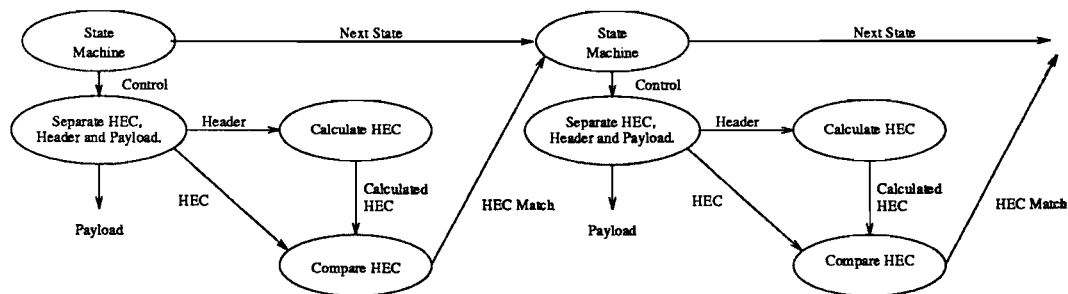 State
Machine
Next State
State
Machine
Next State
Control
Control
Separate HEC,
Header and Payload.
Header
Calculate HEC
Separate HEC,
Header and Payload.
Header
Calculate HEC
HEC
Calculated
HEC
HEC Match
HEC
Calculated
HEC
HEC Match
Payload
Payload
Compare HEC
Compare HEC